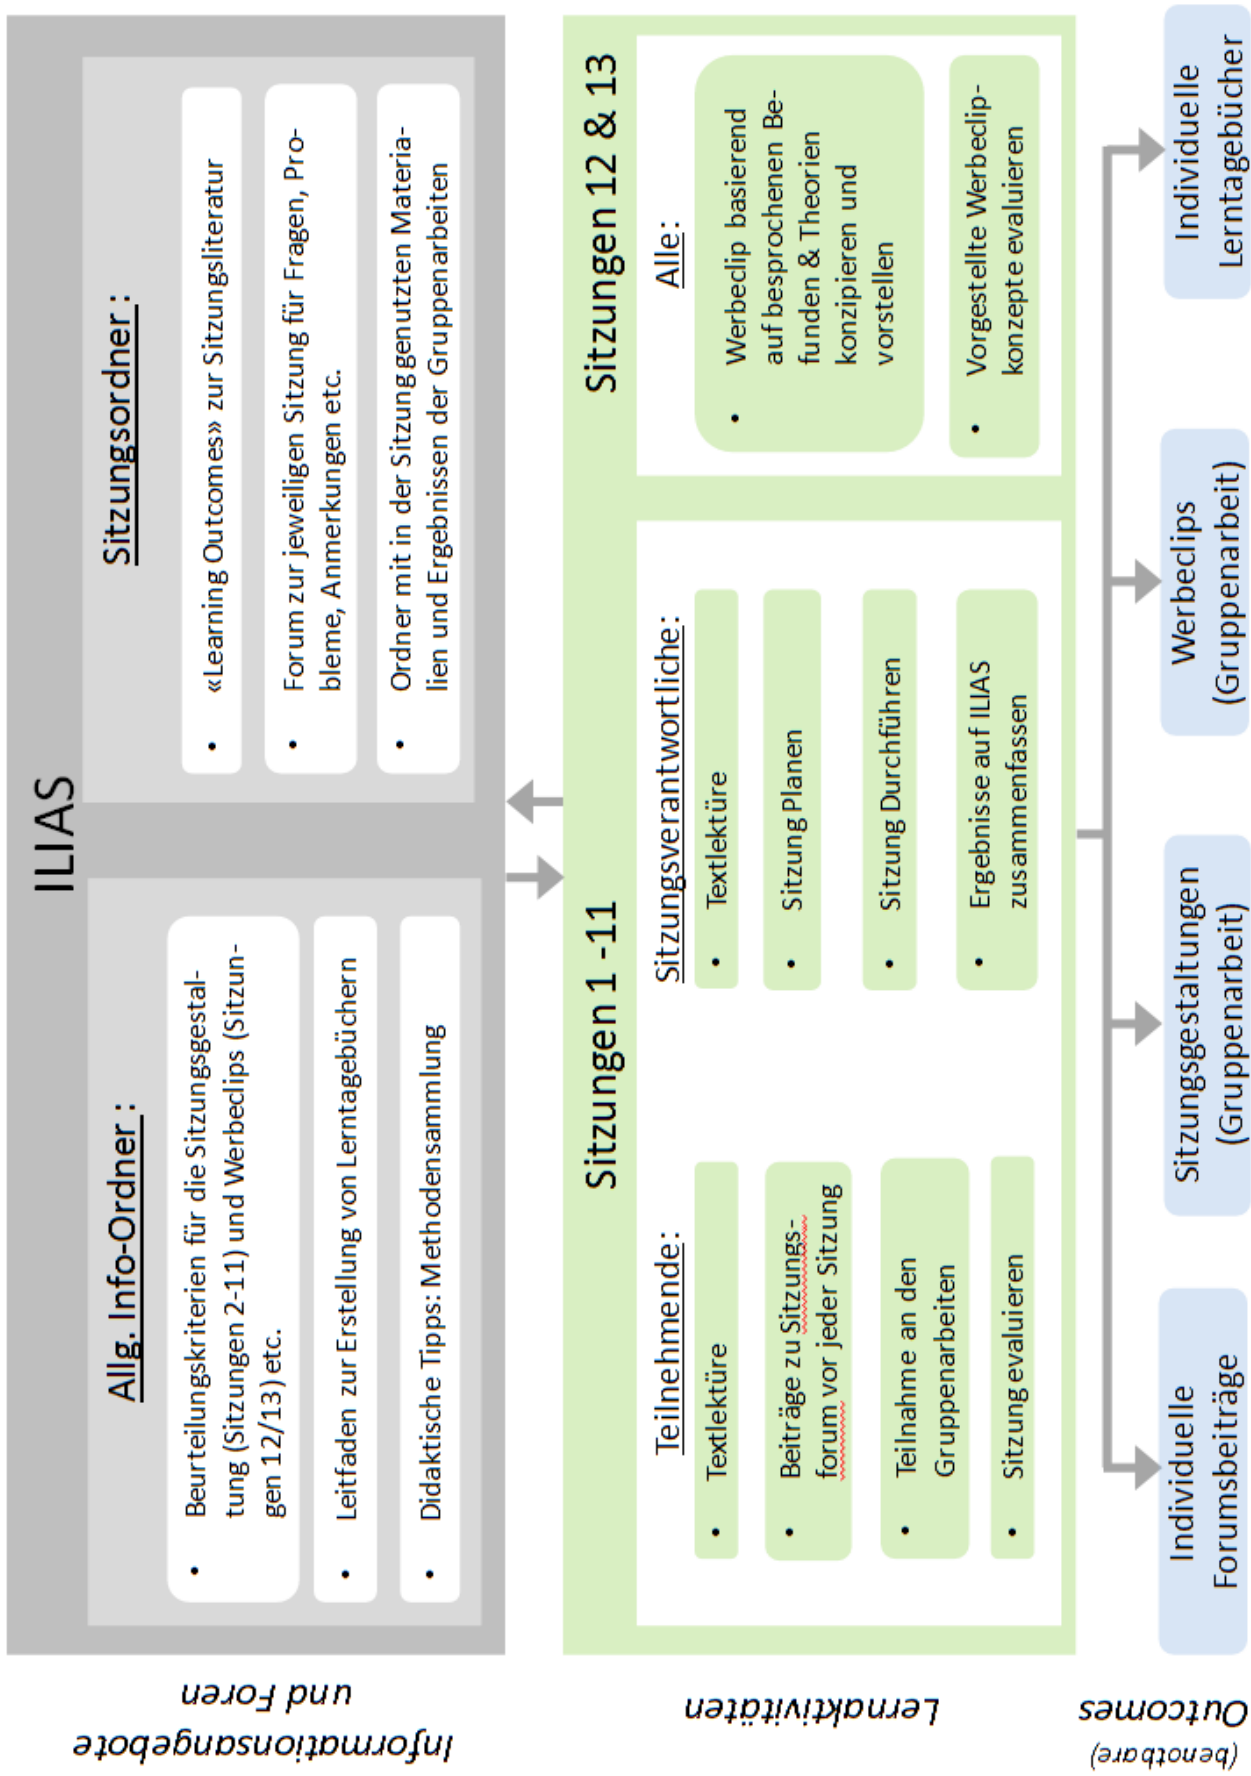 Informationsangebote
und Foren
ILIAS
Allg. Info-Ordner :
• Beurteilungskriterien für die Sitzungsgestal-
tung (Sitzungen 2-11) und Werbeclips (Sitzun-
gen 12/13) etc.
• Leitfaden zur Erstellung von Lerntagebüchern
• Didaktische Tipps: Methodensammlung
Sitzungsordner :
• «Learning Outcomes» zur Sitzungsliteratur
• Forum zur jeweiligen Sitzung für Fragen, Pro-
bleme, Anmerkungen etc.
• Ordner mit in der Sitzung genutzten Materia-
lien und Ergebnissen der Gruppenarbeiten
Lernaktivitäten
Sitzungen 1 -11
Teilnehmende:
• Textlektüre
• Beiträge zu Sitzungs-
forum vor jeder Sitzung
• Teilnahme an den
Gruppenarbeiten
• Sitzung evaluieren
Sitzungsverantwortliche:
• Textlektüre
• Sitzung Planen
• Sitzung Durchführen
• Ergebnisse auf ILIAS
zusammenfassen
Sitzungen 12 & 13
Alle:
• Werbeclip basierend
auf besprochenen Be-
funden & Theorien
konzipieren und
vorstellen
• Vorgestellte Werbeclip-
konzepte evaluieren
(benotbare)
Outcomes
Individuelle
Forumsbeiträge
Sitzungsgestaltungen
(Gruppenarbeit)
Werbeclips
(Gruppenarbeit)
Individuelle
Lerntagebücher